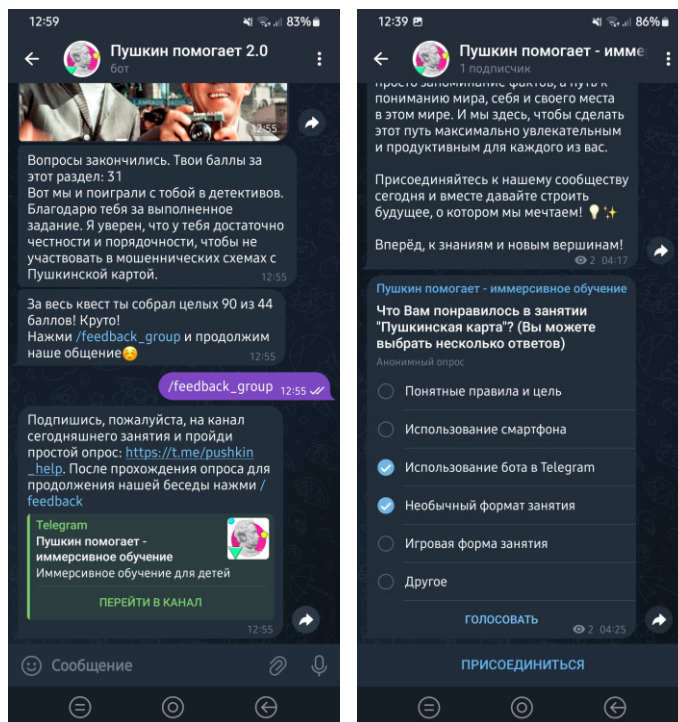 12:59
83%
Пушкин помогает 2.0
бот
12:55
Вопросы закончились. Твои баллы за
этот раздел: 31
Вот мы и поиграли с тобой в детективов.
Благодарю тебя за выполненное
задание. Я уверен, что у тебя достаточно
честности и порядочности, чтобы не
участвовать в мошеннических схемах с
Пушкинской картой.
12:55
За весь квест ты собрал целых 90 из 44
баллов! Круто!
Нажми /feedback_group и продолжим
наше общение😊
12:55
/feedback_group 12:55
Подпишись, пожалуйста, на канал
сегодняшнего занятия и пройди
простой опрос: https://t.me/pushkin
_help. После прохождения опроса для
продолжения нашей беседы нажми /
feedback
Telegram
Пушкин помогает -
иммерсивное обучение
Иммерсивное обучение для детей
ПЕРЕЙТИ В КАНАЛ
12:55
Сообщение
12:39
86%
Пушкин помогает - имме
1 подписчик
просто запоминание фактов, а путь к
пониманию мира, себя и своего места
в этом мире. И мы здесь, чтобы сделать
этот путь максимально увлекательным
и продуктивным для каждого из вас.
Присоединяйтесь к нашему сообществу
сегодня и вместе давайте строить
будущее, о котором мы мечтаем! 💡✨
Вперёд, к знаниям и новым вершинам!
2 04:17
Пушкин помогает - иммерсивное обучение
Что Вам понравилось в занятии
"Пушкинская карта"? (Вы можете
выбрать несколько ответов)
Анонимный опрос
Понятные правила и цель
Использование смартфона
Использование бота в Telegram
Необычный формат занятия
Игровая форма занятия
Другое
ГОЛОСОВАТЬ
2 04:25
ПРИСОЕДИНИТЬСЯ